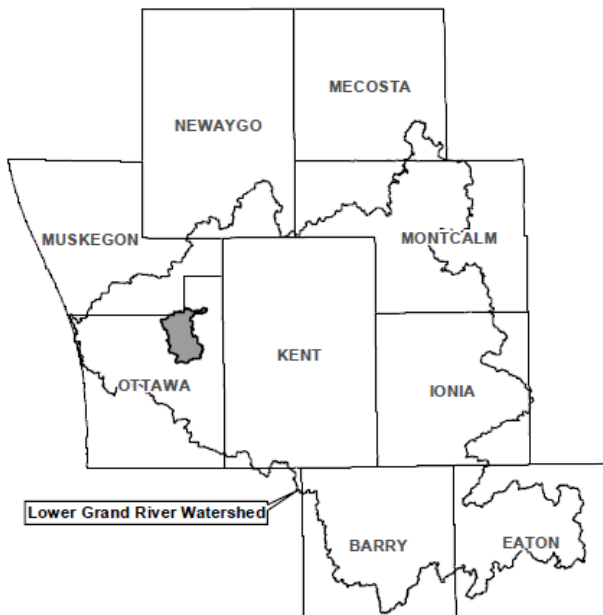 MECOSTA
NEWAYGO
MUSKEGON
MONTCALM
KENT
OTTAWA
IONIA
Lower Grand River Watershed
BARRY
EATON